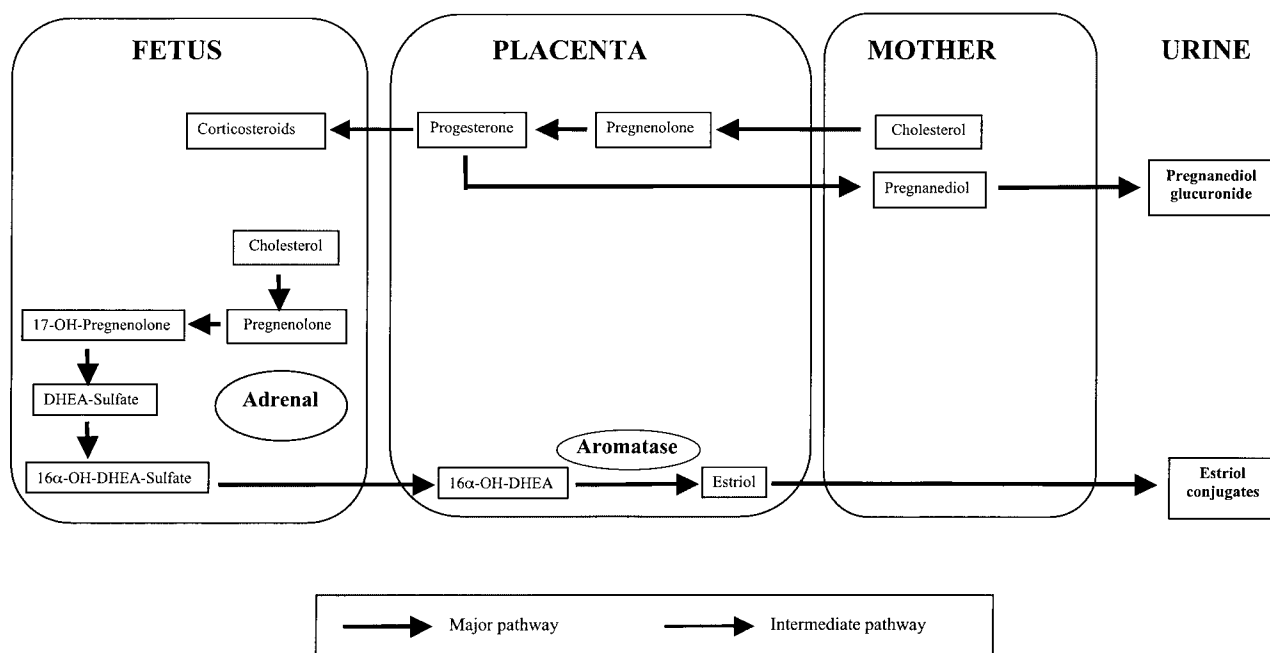 FETUS
PLACENTA
MOTHER
URINE
Corticosteroids
Progesterone
Pregnenolone
Cholesterol
Pregnanediol
Pregnanediol
glucuronide
Cholesterol
17-OH-Pregnenolone
Pregnenolone
DHEA-Sulfate
Adrenal
Aromatase
16α-OH-DHEA-Sulfate
16α-OH-DHEA
Estriol
Estriol
conjugates
Major pathway
Intermediate pathway